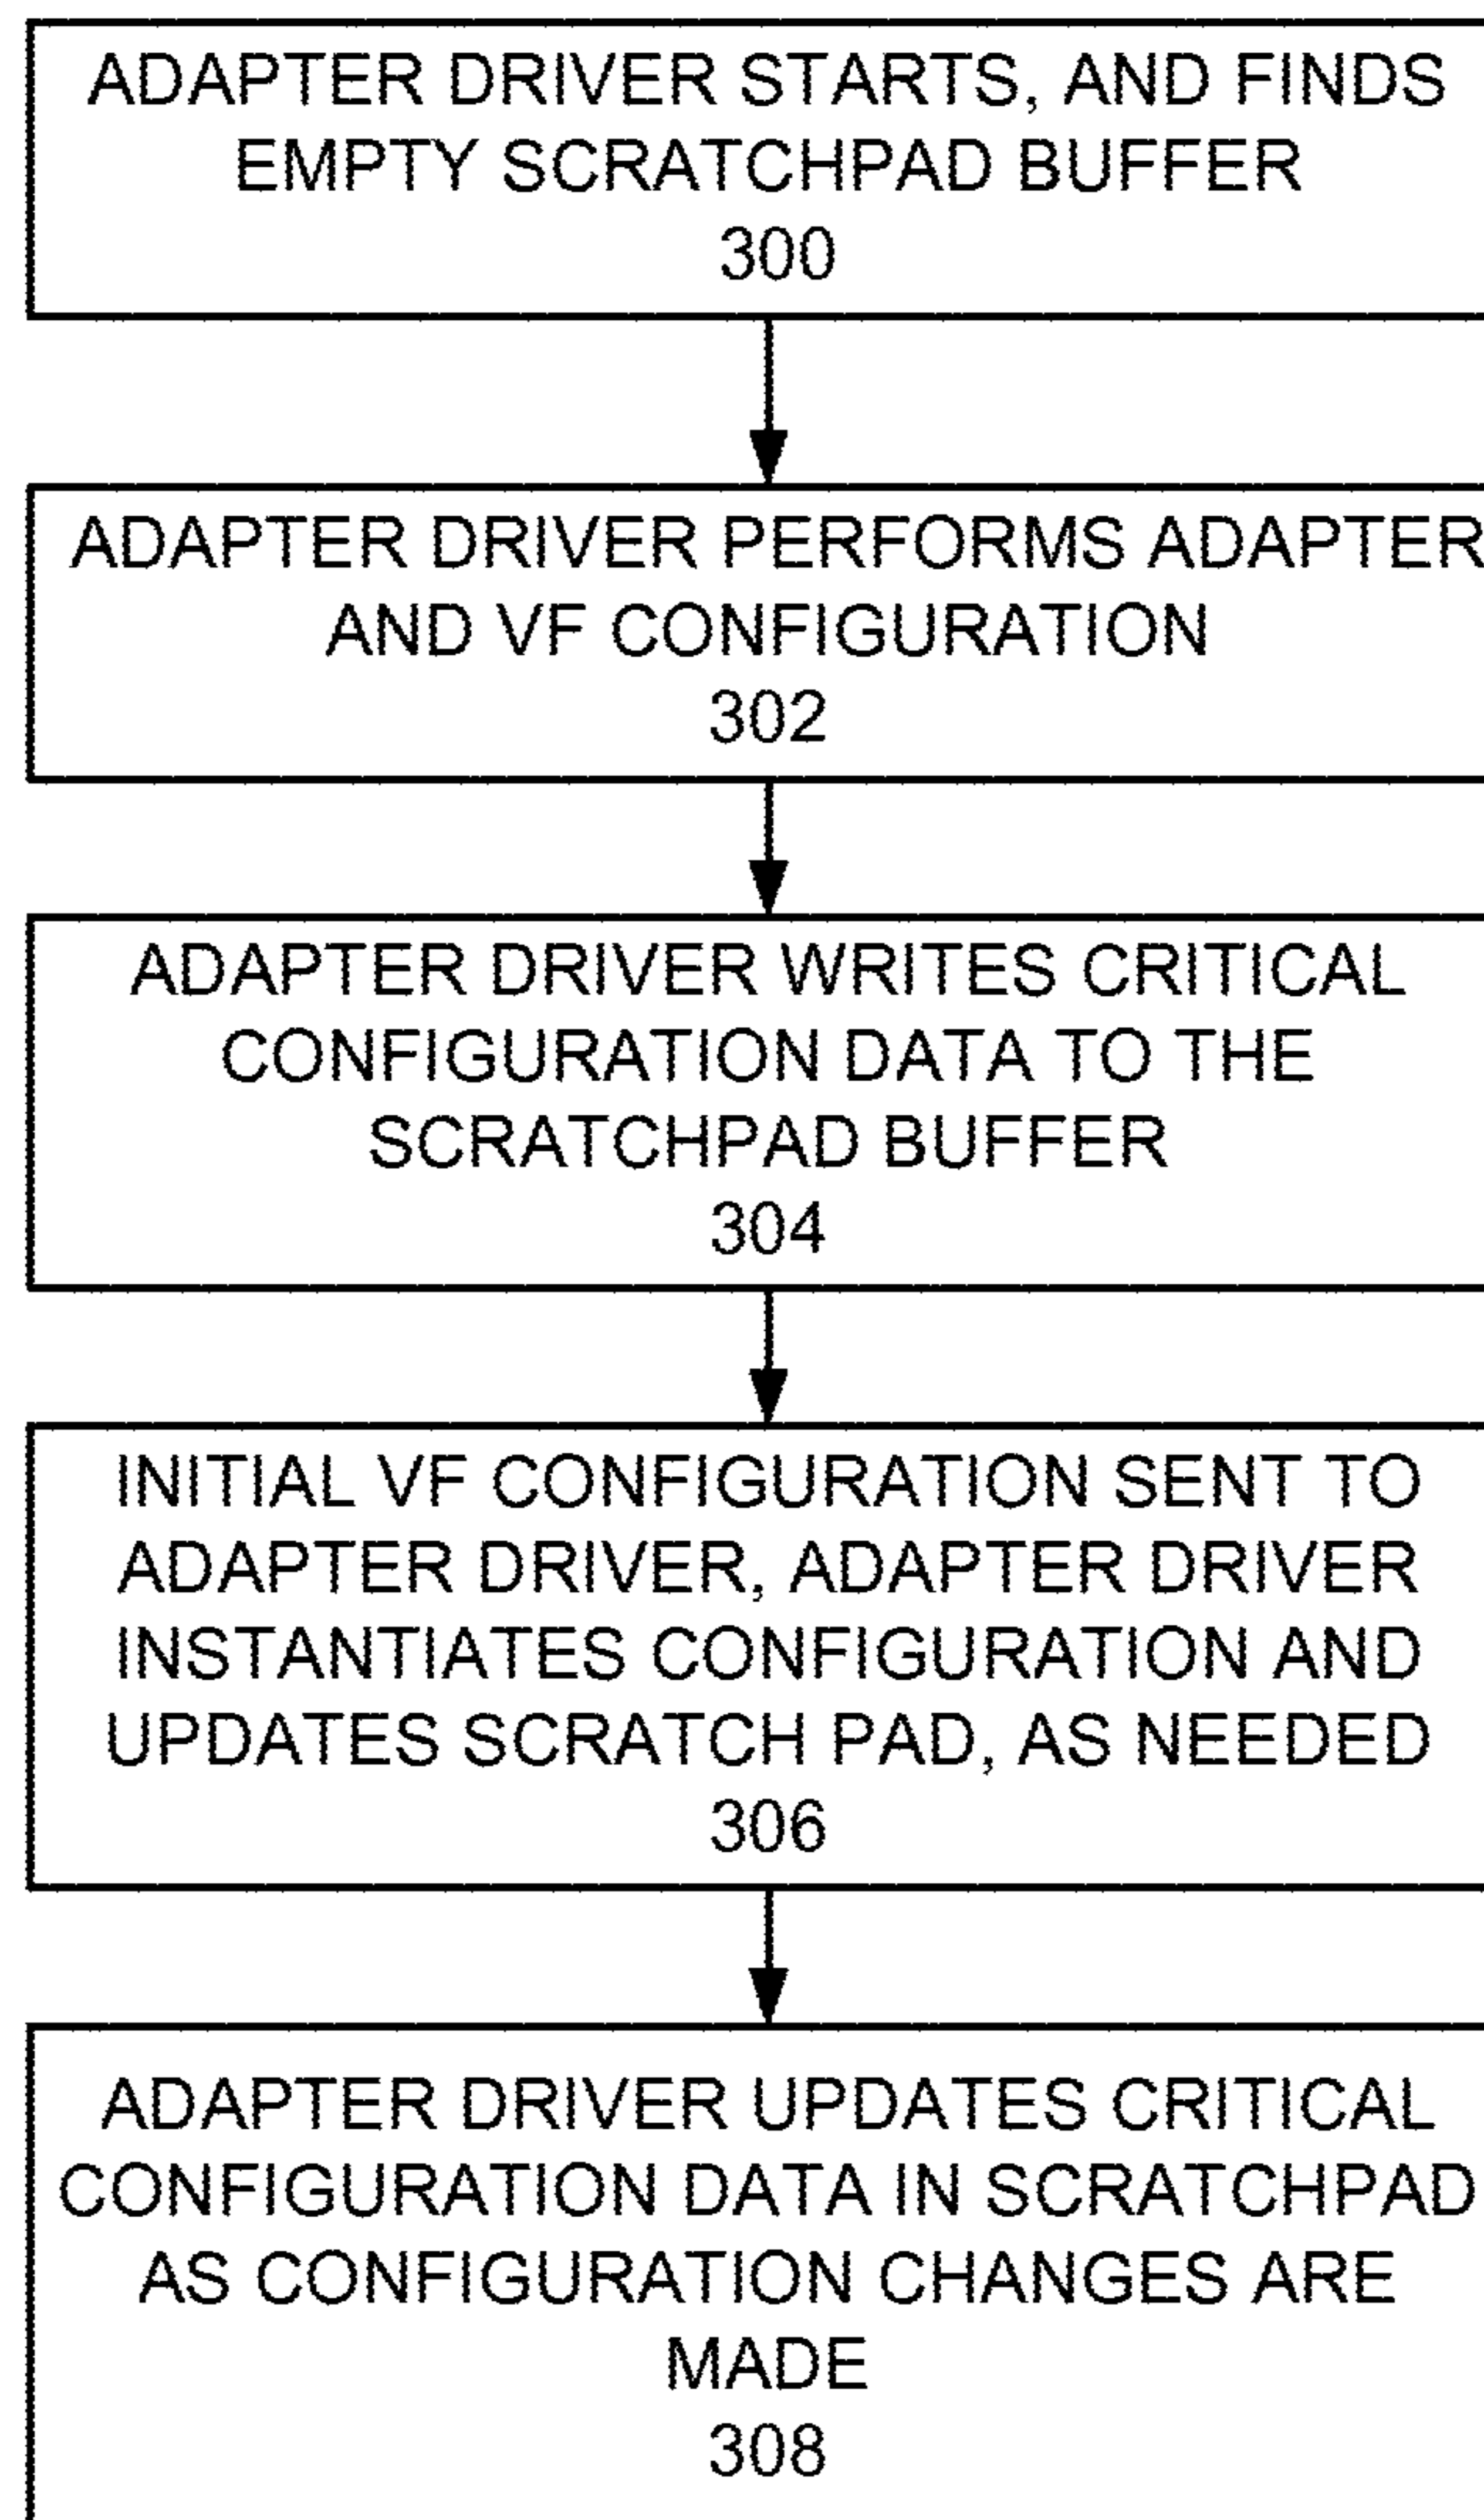 ADAPTER DRIVER STARTS, AND FINDS
EMPTY SCRATCHPAD BUFFER
300
ADAPTER DRIVER PERFORMS ADAPTER
AND VF CONFIGURATION
302
ADAPTER DRIVER WRITES CRITICAL
CONFIGURATION DATA TO THE
SCRATCHPAD BUFFER
304
INITIAL VF CONFIGURATION SENT TO
ADAPTER DRIVER, ADAPTER DRIVER
INSTANTIATES CONFIGURATION AND
UPDATES SCRATCH PAD, AS NEEDED
306
ADAPTER DRIVER UPDATES CRITICAL
CONFIGURATION DATA IN SCRATCHPAD
AS CONFIGURATION CHANGES ARE
MADE
308